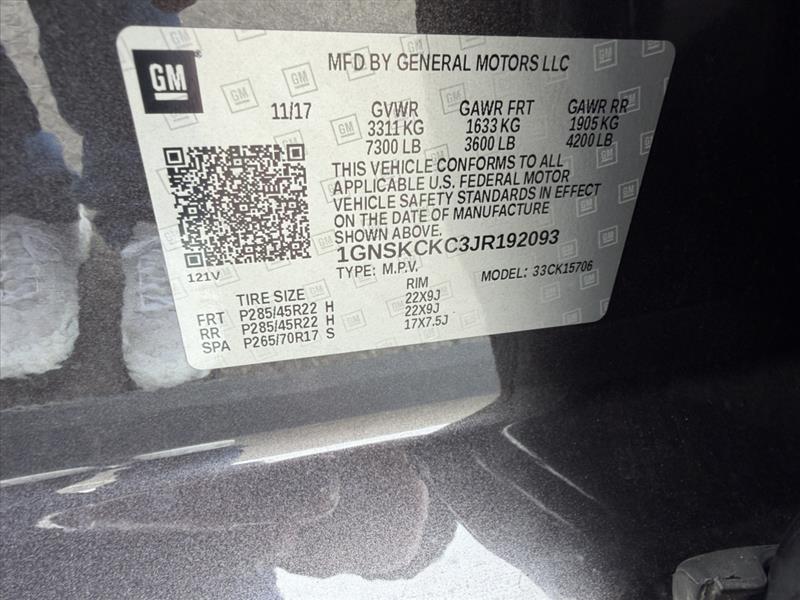 GM
MFD BY GENERAL MOTORS LLC
11/17 GVWR GAWR FRT GAWR RR
3311 KG 1633 KG 1905 KG
7300 LB 3600 LB 4200 LB
THIS VEHICLE CONFORMS TO ALL
APPLICABLE U.S. FEDERAL MOTOR
VEHICLE SAFETY STANDARDS IN EFFECT
ON THE DATE OF MANUFACTURE
SHOWN ABOVE.
1GNSKCKC3JR192093
121V TYPE: M.P.V. MODEL: 33CK15706
TIRE SIZE RIM
FRT P285/45R22 H 22X9J
RR P285/45R22 H 22X9J
SPA P265/70R17 S 17X7.5J